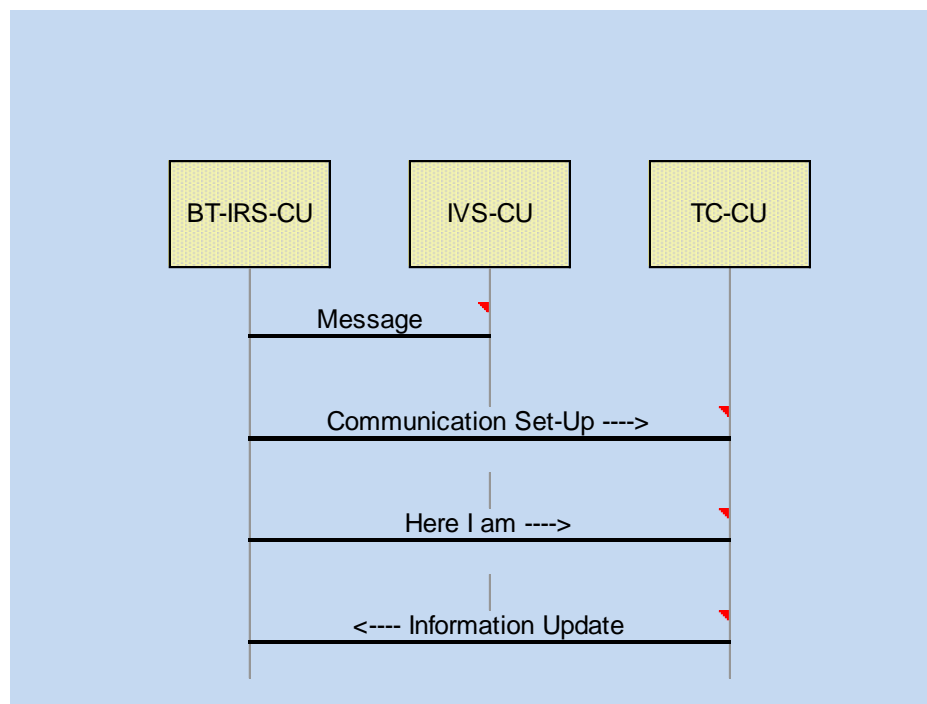 BT-IRS-CU
IVS-CU
TC-CU
Message
Communication Set-Up ---->
Here I am ---->
<---- Information Update